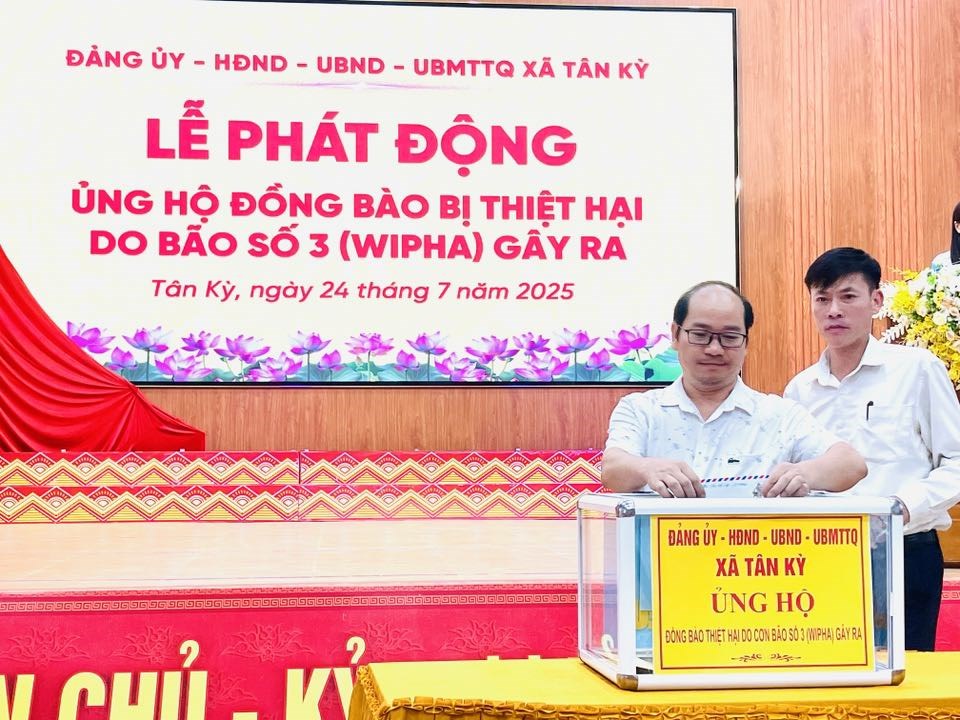 ĐẢNG ỦY - HĐND - UBND - UBMTTQ XÃ TÂN KỲ
LỄ PHÁT ĐỘNG
ỦNG HỘ ĐỒNG BÀO BỊ THIỆT HẠI
DO BÃO SỐ 3 (WIPHA) GÂY RA
Tân Kỳ, ngày 24 tháng 7 năm 2025
ĐẢNG ỦY - HĐND - UBND - UBMTTQ
XÃ TÂN KỲ
ỦNG HỘ
ĐỒNG BÀO THIỆT HẠI DO CƠN BÃO SỐ 3 (WIPHA) GÂY RA
CHỦ - KỶ